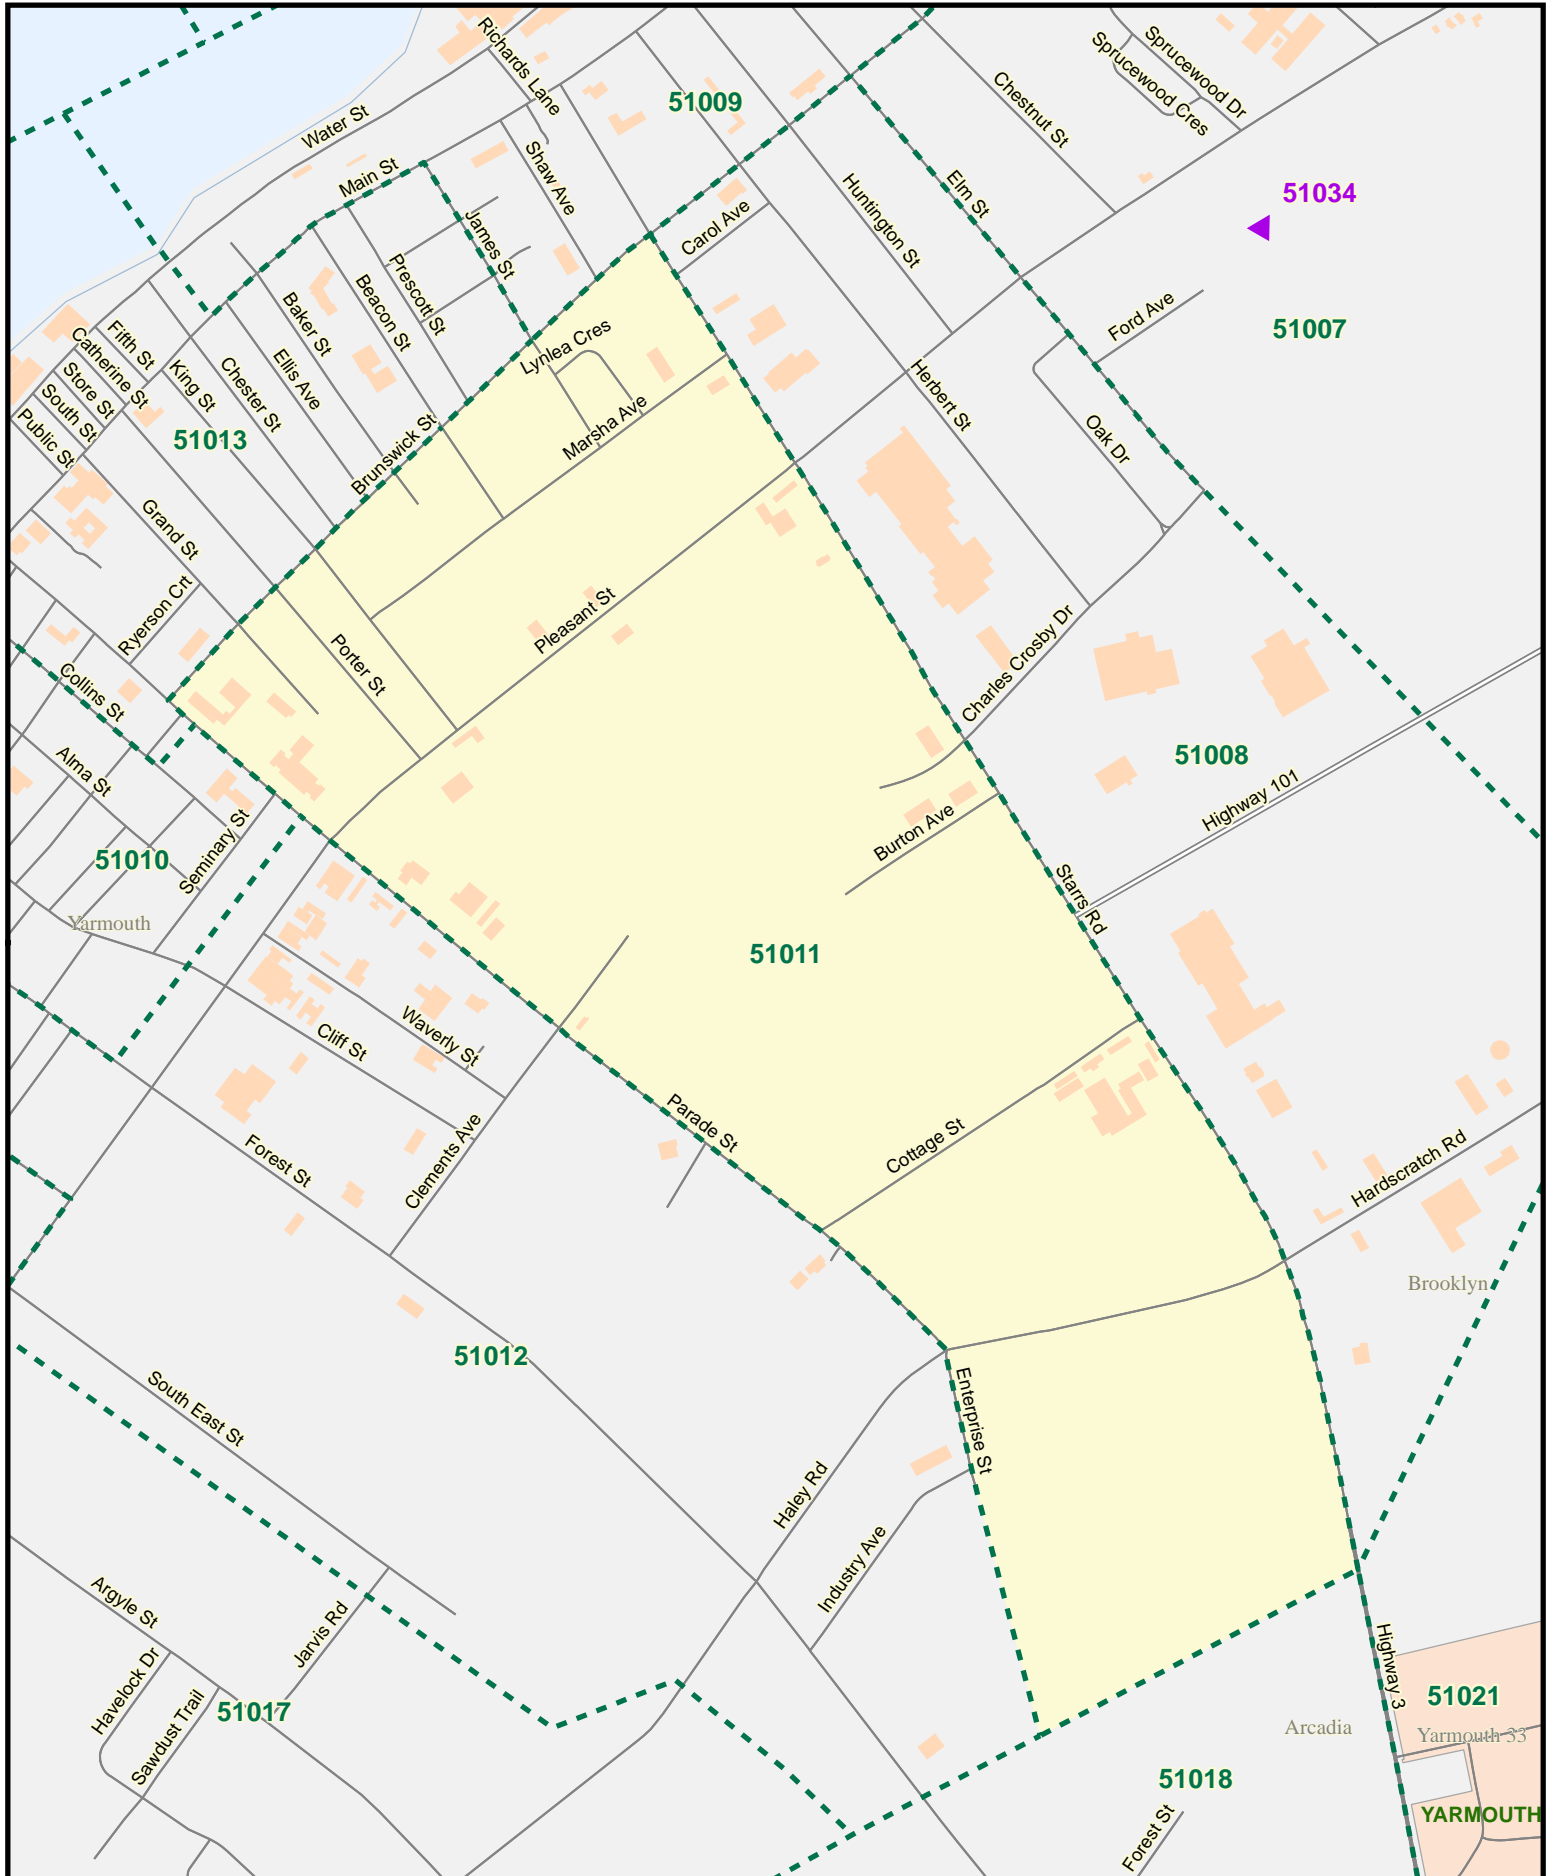 Richards Lane
Sprucewood Dr
Sprucewood Cres
51009
Chestnut St
Water St
Main St
Shaw Ave
Elm St
51034
Huntington St
Carol Ave
James St
Prescott St
Beacon St
Baker St
Ford Ave
51007
Fifth St
Catherine St
Store St
South St
Public St
King St
Chester St
Ellis Ave
Lynlea Cres
Marsha Ave
Herbert St
Oak Dr
51013
Brunswick St
Grand St
Ryerson Crt
Pleasant St
Porter St
Collins St
Charles Crosby Dr
Alma St
51008
Highway 101
Seminary St
Burton Ave
51010
Yarmouth
Starrs Rd
51011
Waverly St
Cliff St
Parade St
Cottage St
Clements Ave
Forest St
Hardscratch Rd
Brooklyn
51012
South East St
Enterprise St
Haley Rd
Industry Ave
Argyle St
Jarvis Rd
Havelock Dr
Sawdust Trail
51017
Highway 3
51021
Arcadia
Yarmouth 33
51018
YARMOUTH
Forest St